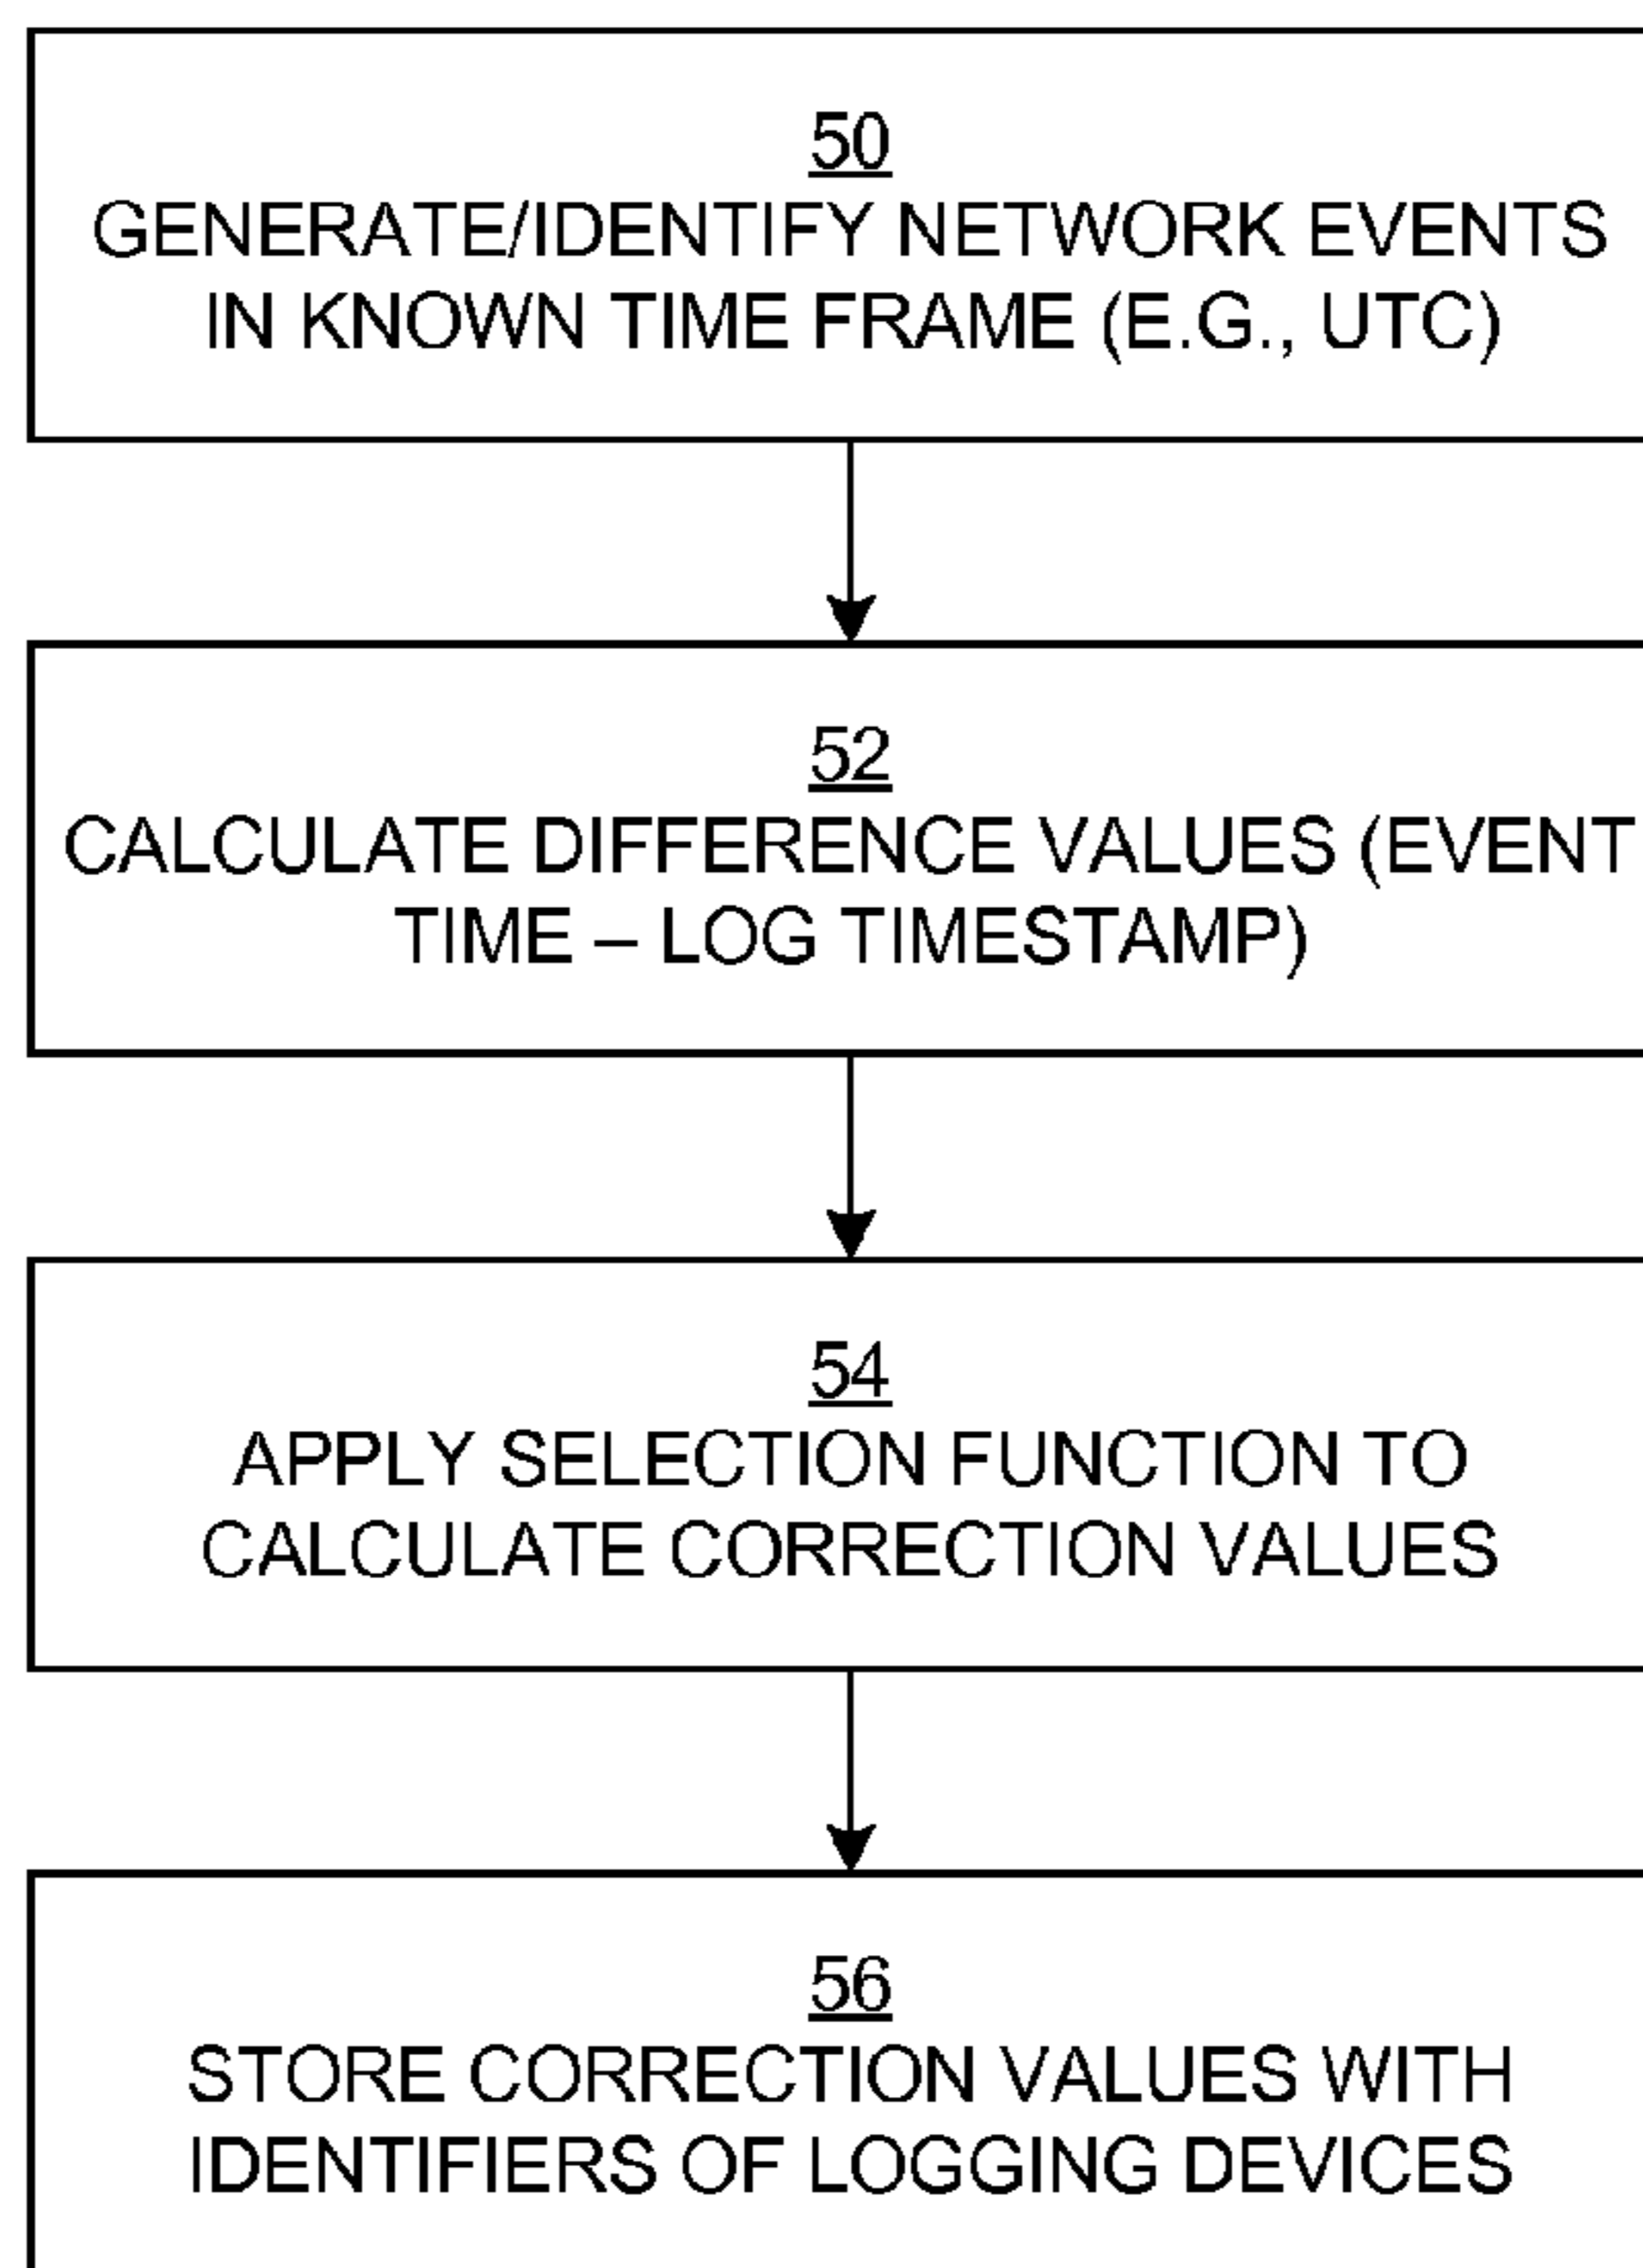 50
GENERATE/IDENTIFY NETWORK EVENTS
IN KNOWN TIME FRAME (E.G., UTC)
52
CALCULATE DIFFERENCE VALUES (EVENT
TIME – LOG TIMESTAMP)
54
APPLY SELECTION FUNCTION TO
CALCULATE CORRECTION VALUES
56
STORE CORRECTION VALUES WITH
IDENTIFIERS OF LOGGING DEVICES